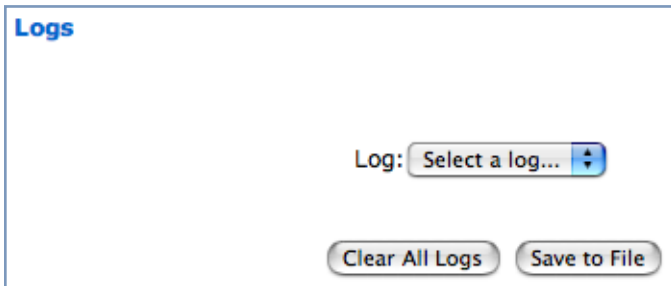 Logs
Log: Select a log...
Clear All Logs Save to File